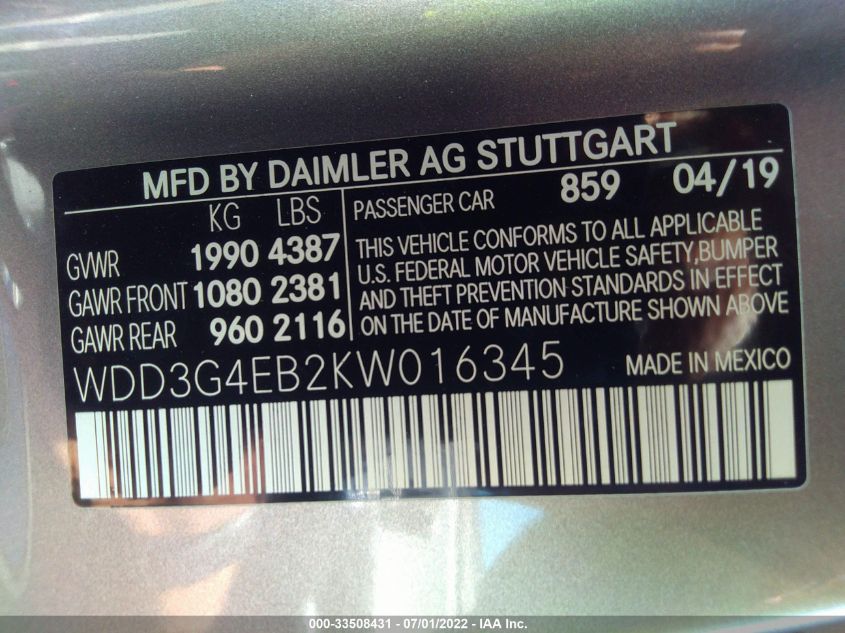 MFD BY DAIMLER AG STUTTGART
KG LBS
GVWR 1990 4387
GAWR FRONT 1080 2381
GAWR REAR 960 2116
PASSENGER CAR 859 04/19
THIS VEHICLE CONFORMS TO ALL APPLICABLE
U.S. FEDERAL MOTOR VEHICLE SAFETY,BUMPER
AND THEFT PREVENTION STANDARDS IN EFFECT
ON THE DATE OF MANUFACTURE SHOWN ABOVE
WDD3G4EB2KW016345 MADE IN MEXICO
000-33508431 - 07/01/2022 - IAA Inc.